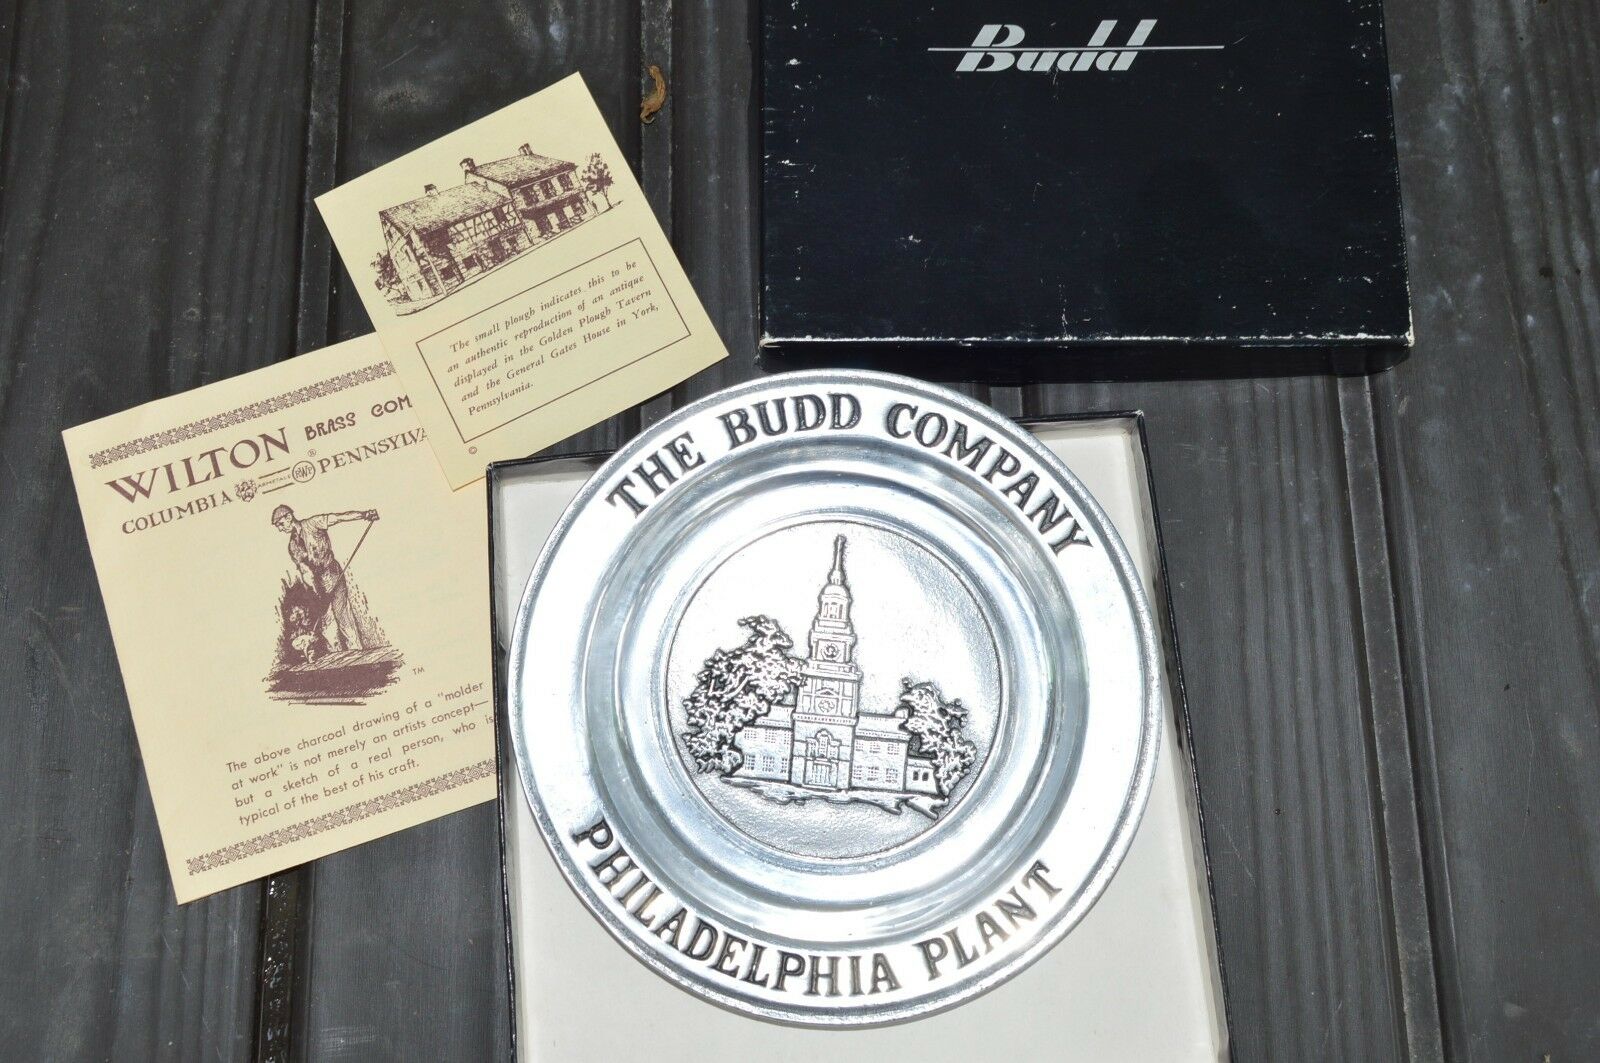 Budd
The small plough indicates this to be
an authentic reproduction of an antique
displayed in the Golden Plough Tavern
and the General Gates House in York,
Pennsylvania.
©
WILTON BRASS COM
COLUMBIA ARMETALE RWP ® PENNSYLVA
TM
The above charcoal drawing of a "molder
at work" is not merely an artists concept—
but a sketch of a real person, who is
typical of the best of his craft.
THE BUDD COMPANY
PHILADELPHIA PLANT